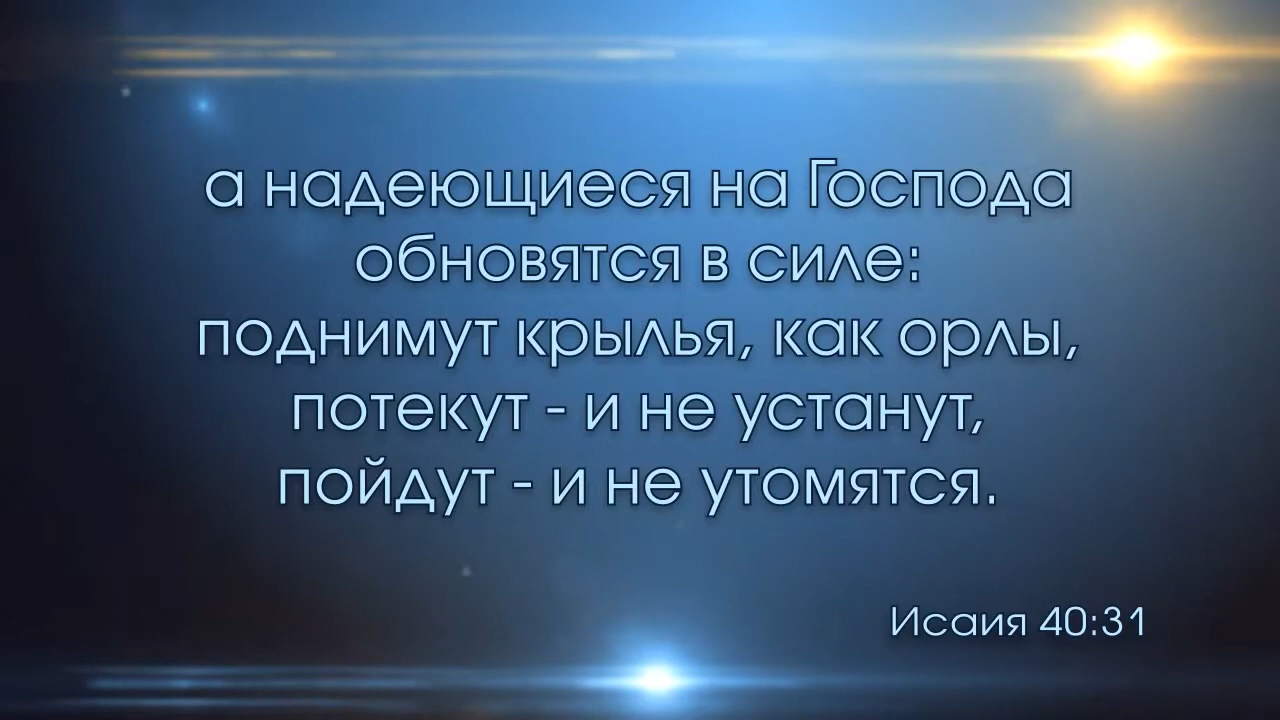 а надеющиеся на Господа
обновятся в силе:
поднимут крылья, как орлы,
потекут - и не устанут,
пойдут - и не утомятся.
Исаия 40:31